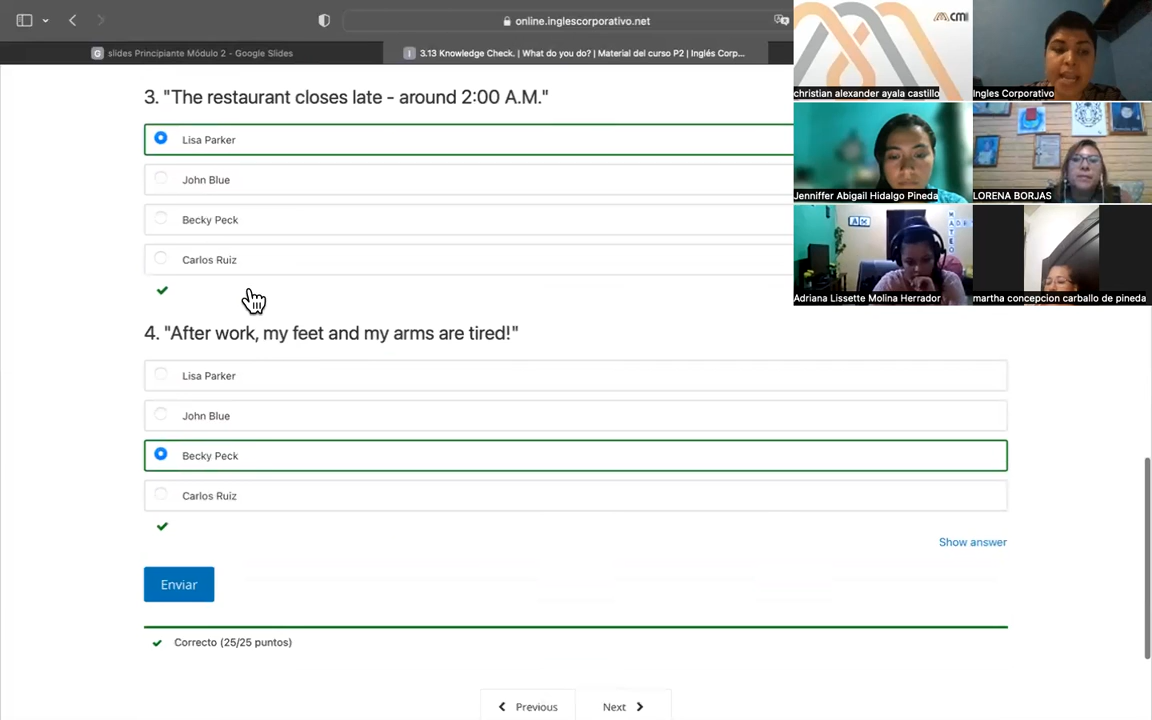 online.inglescorporativo.net
slides Principiante Módulo 2 - Google Slides
3.13 Knowledge Check. | What do you do? | Material del curso P2 | Inglés Corp...
cmi
christian alexander ayala castillo
Ingles Corporativo
Jenniffer Abigail Hidalgo Pineda
LORENA BORJAS
Adriana Lissette Molina Herrador
martha concepcion carballo de pineda
3. "The restaurant closes late - around 2:00 A.M."
Lisa Parker
John Blue
Becky Peck
Carlos Ruiz
4. "After work, my feet and my arms are tired!"
Lisa Parker
John Blue
Becky Peck
Carlos Ruiz
Show answer
Enviar
Correcto (25/25 puntos)
Previous
Next